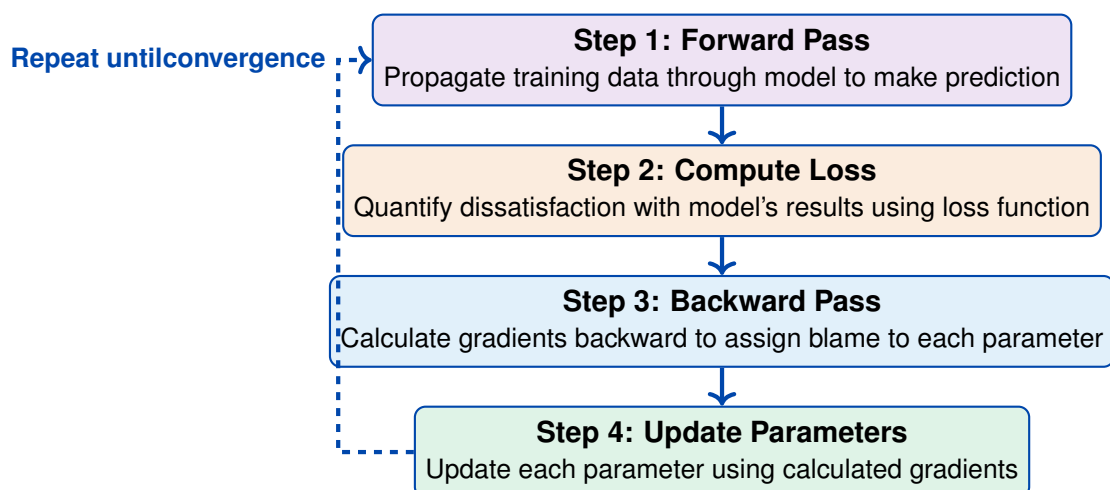 Step 1: Forward Pass
Repeat untilconvergence
Propagate training data through model to make prediction
Step 2: Compute Loss
Quantify dissatisfaction with model's results using loss function
Step 3: Backward Pass
Calculate gradients backward to assign blame to each parameter
Step 4: Update Parameters
Update each parameter using calculated gradients